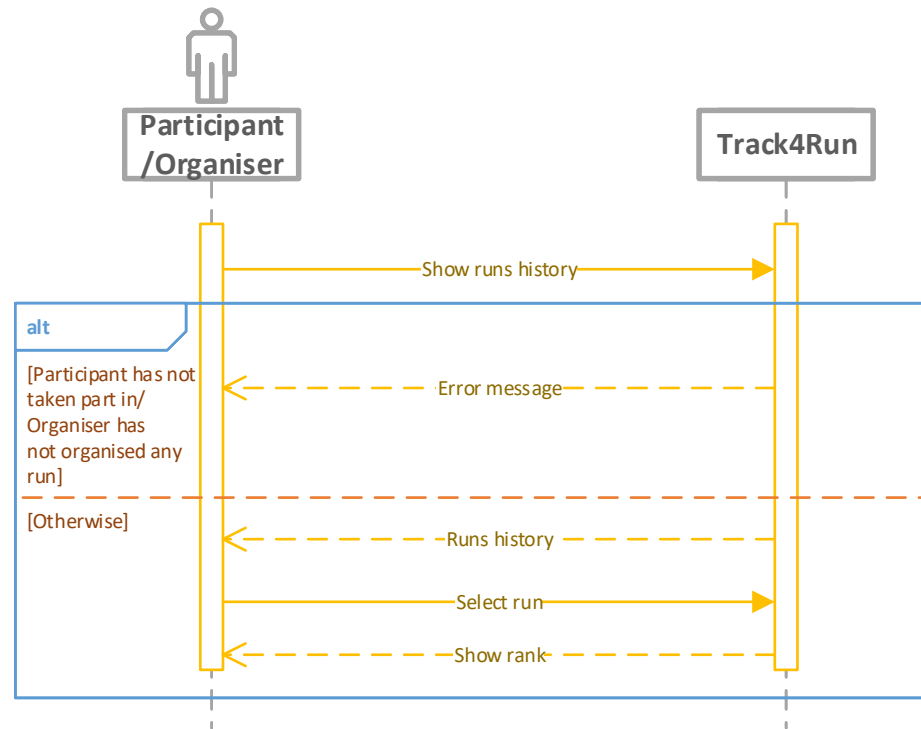 Participant
/Organiser
Track4Run
Show runs history
alt
[Participant has not
taken part in/
Organiser has
not organised any
run]
Error message
[Otherwise]
Runs history
Select run
Show rank